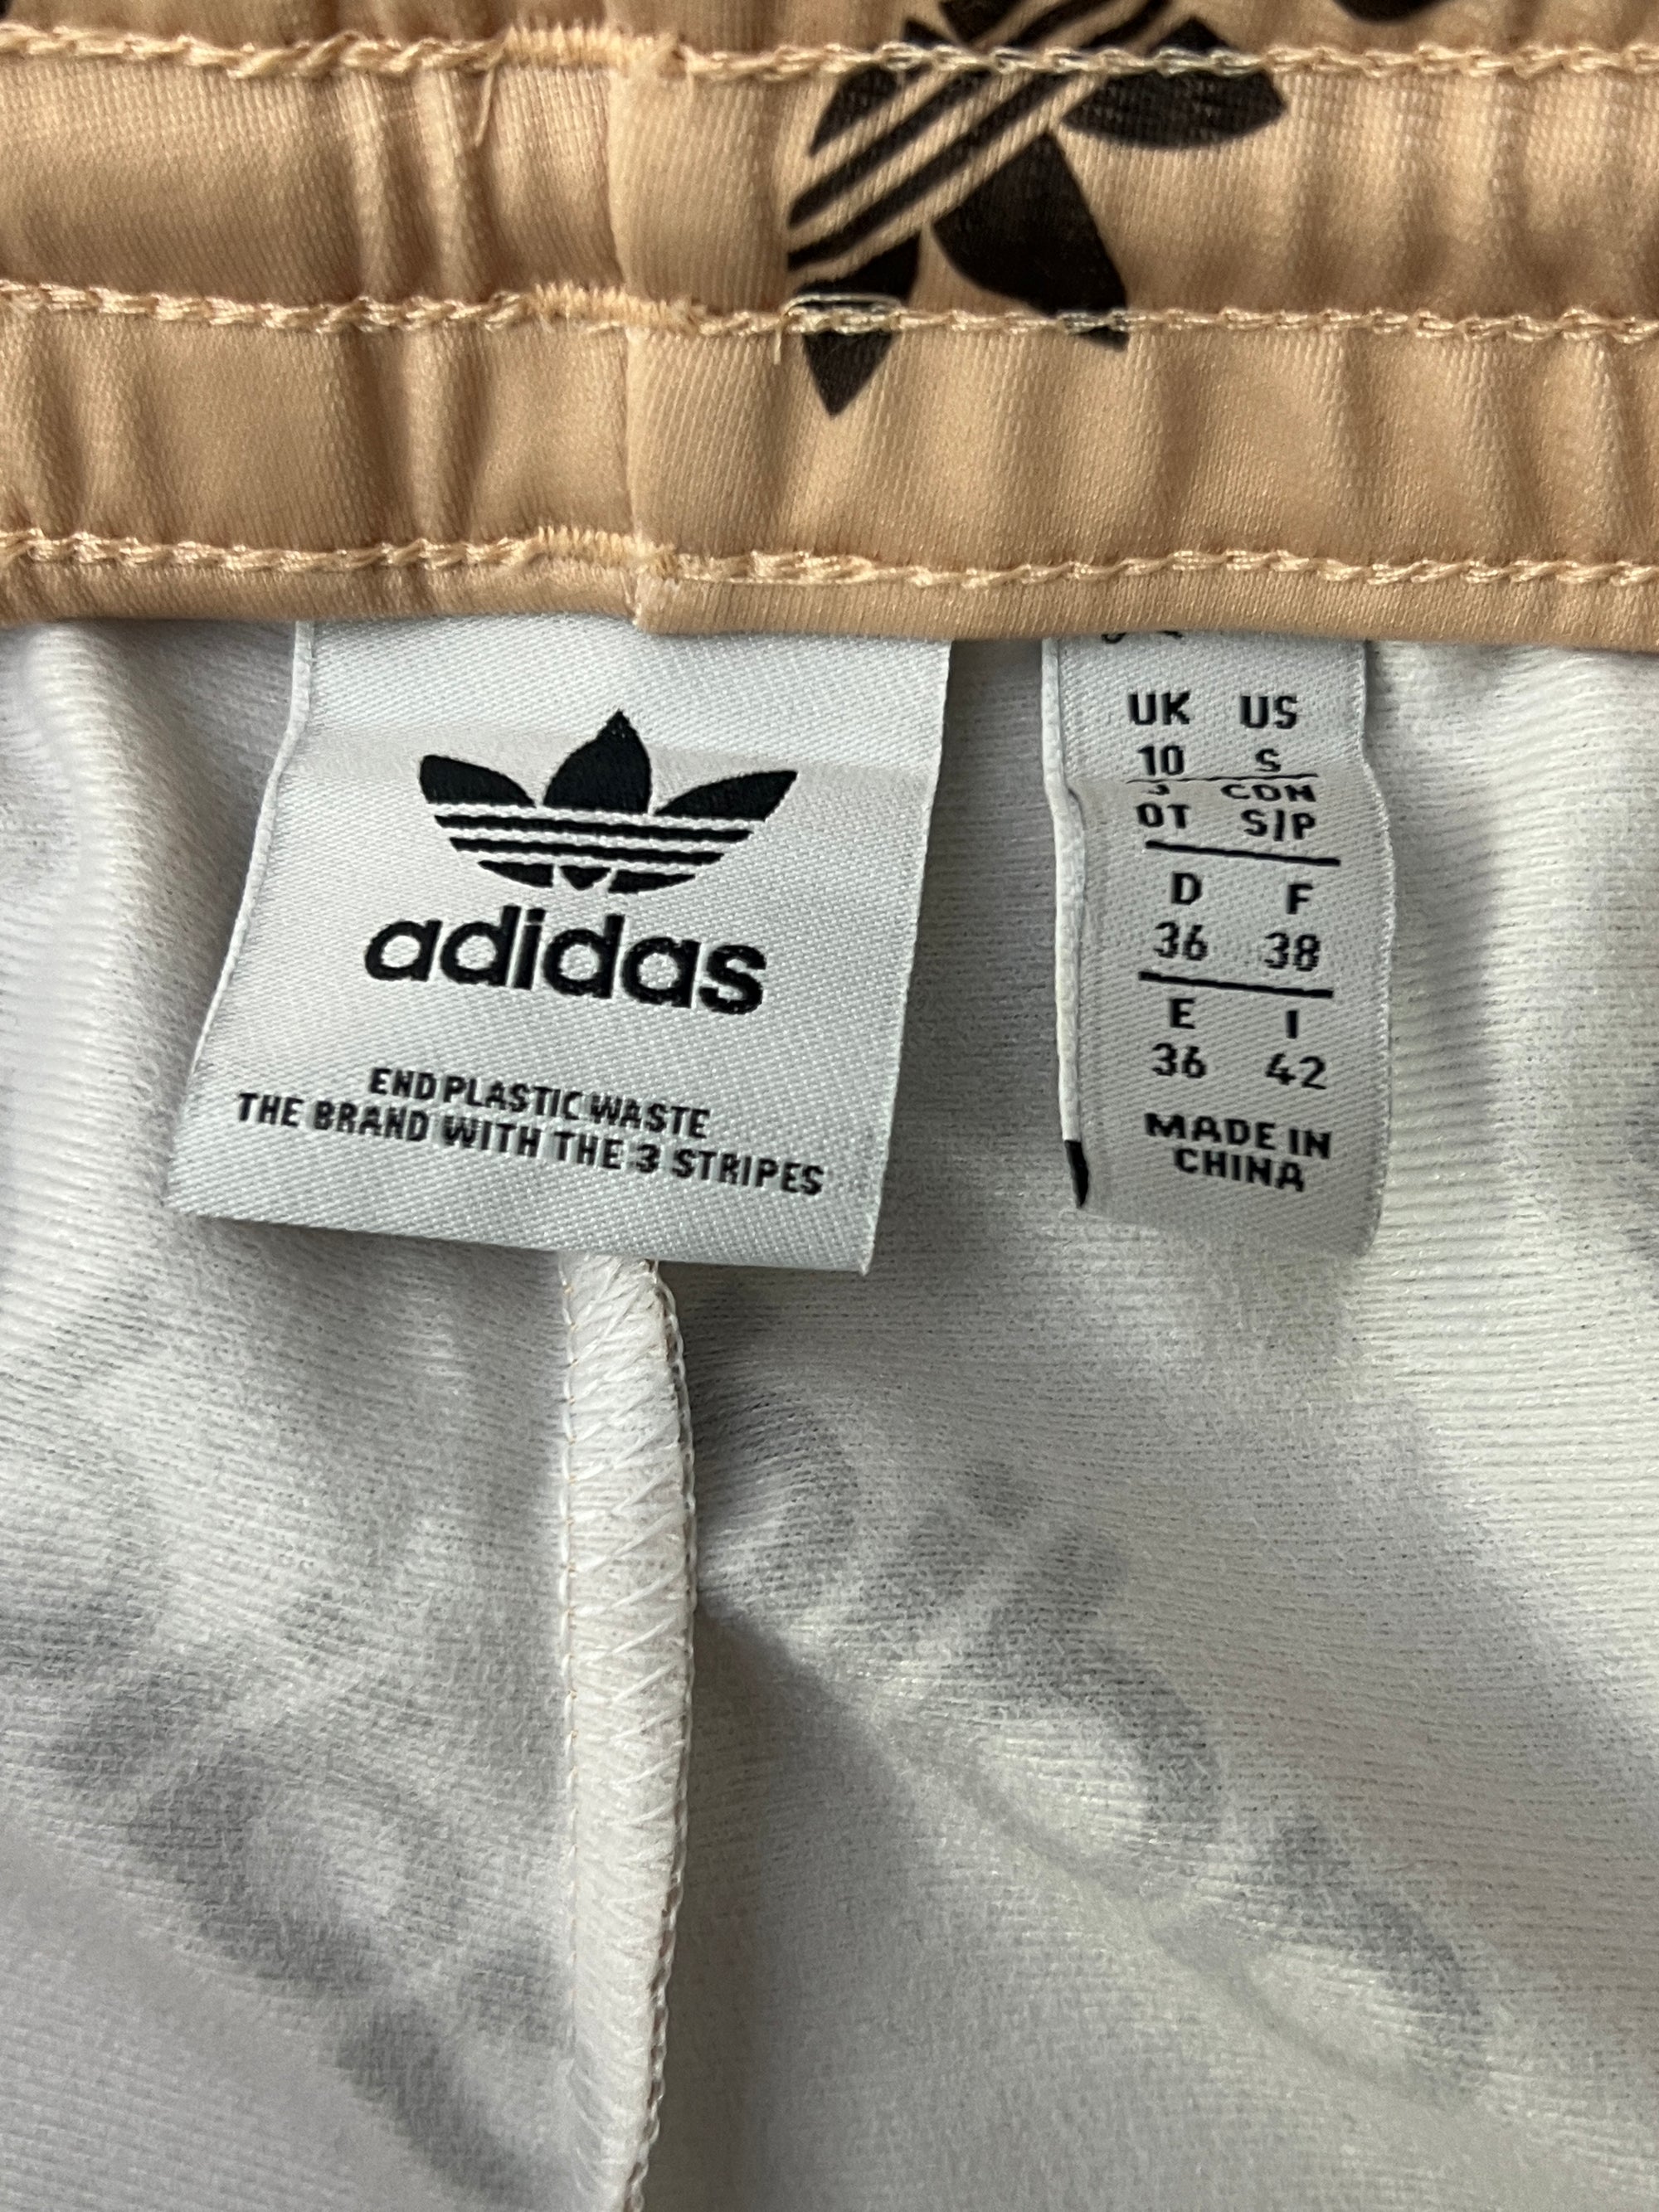 adidas
END PLASTIC WASTE
THE BRAND WITH THE 3 STRIPES
UK US
10 S
CDN
OT S/P
D F
36 38
E I
36 42
MADE IN
CHINA